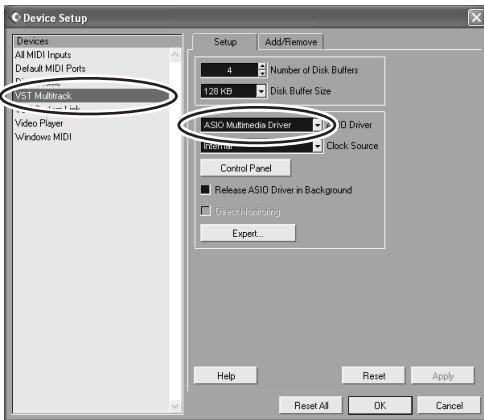 Device Setup
Devices
All MIDI Inputs
Default MIDI Ports
VST Multitrack
Video Player
Windows MIDI
Setup
Add/Remove
4
Number of Disk Buffers
128 KB
Disk Buffer Size
ASIO Multimedia Driver
Driver
Internal
Clock Source
Control Panel
Release ASIO Driver in Background
Direct Monitoring
Expert...
Help
Reset
Apply
Reset All
OK
Cancel